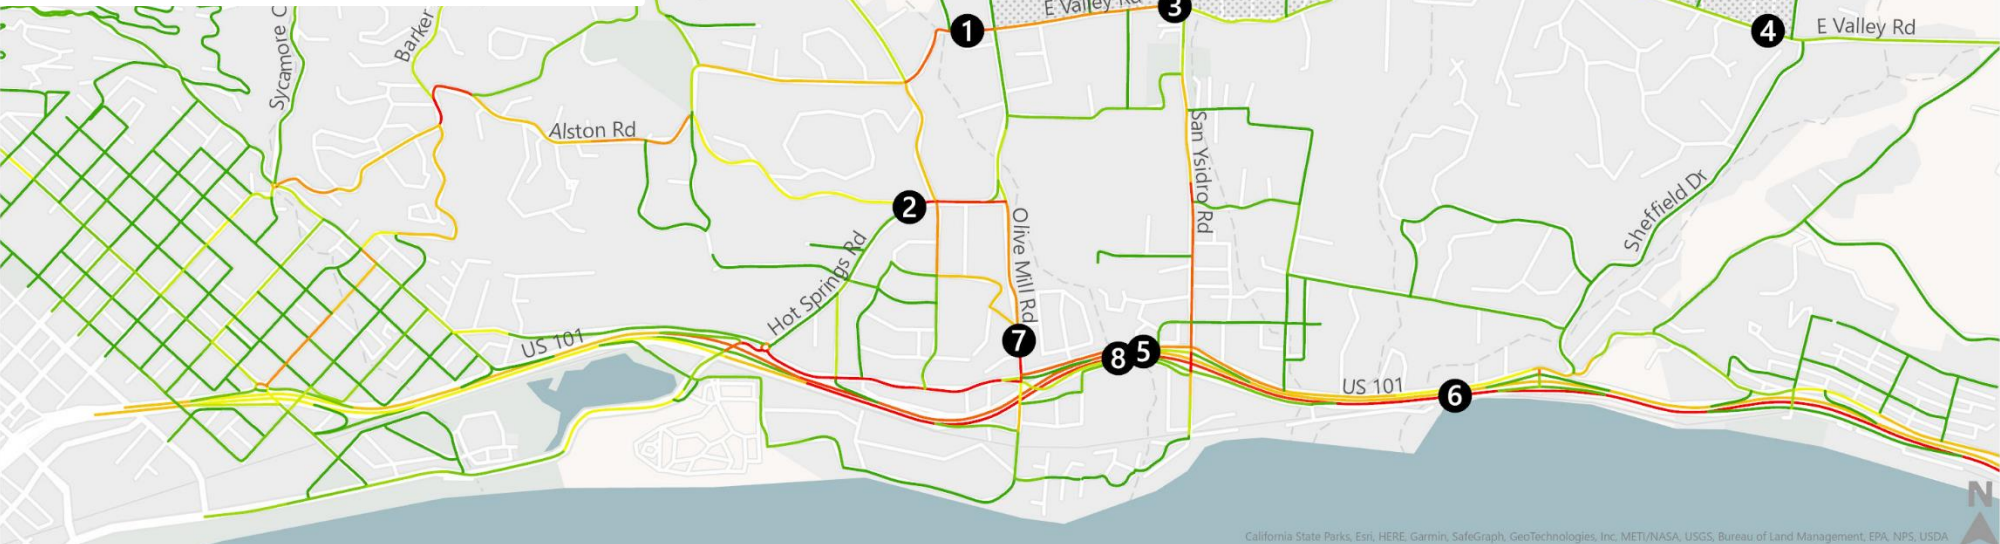 Sycamore C
Barker
E Valley Rd
3
1
4
E Valley Rd
Alston Rd
San Ysidro Rd
2
Olive Mill Rd
Sheffield Dr
Hot Springs Rd
US 101
7
8
5
US 101
6
N
California State Parks, Esri, HERE, Garmin, SafeGraph, GeoTechnologies, Inc, METI/NASA, USGS, Bureau of Land Management, EPA, NPS, USDA